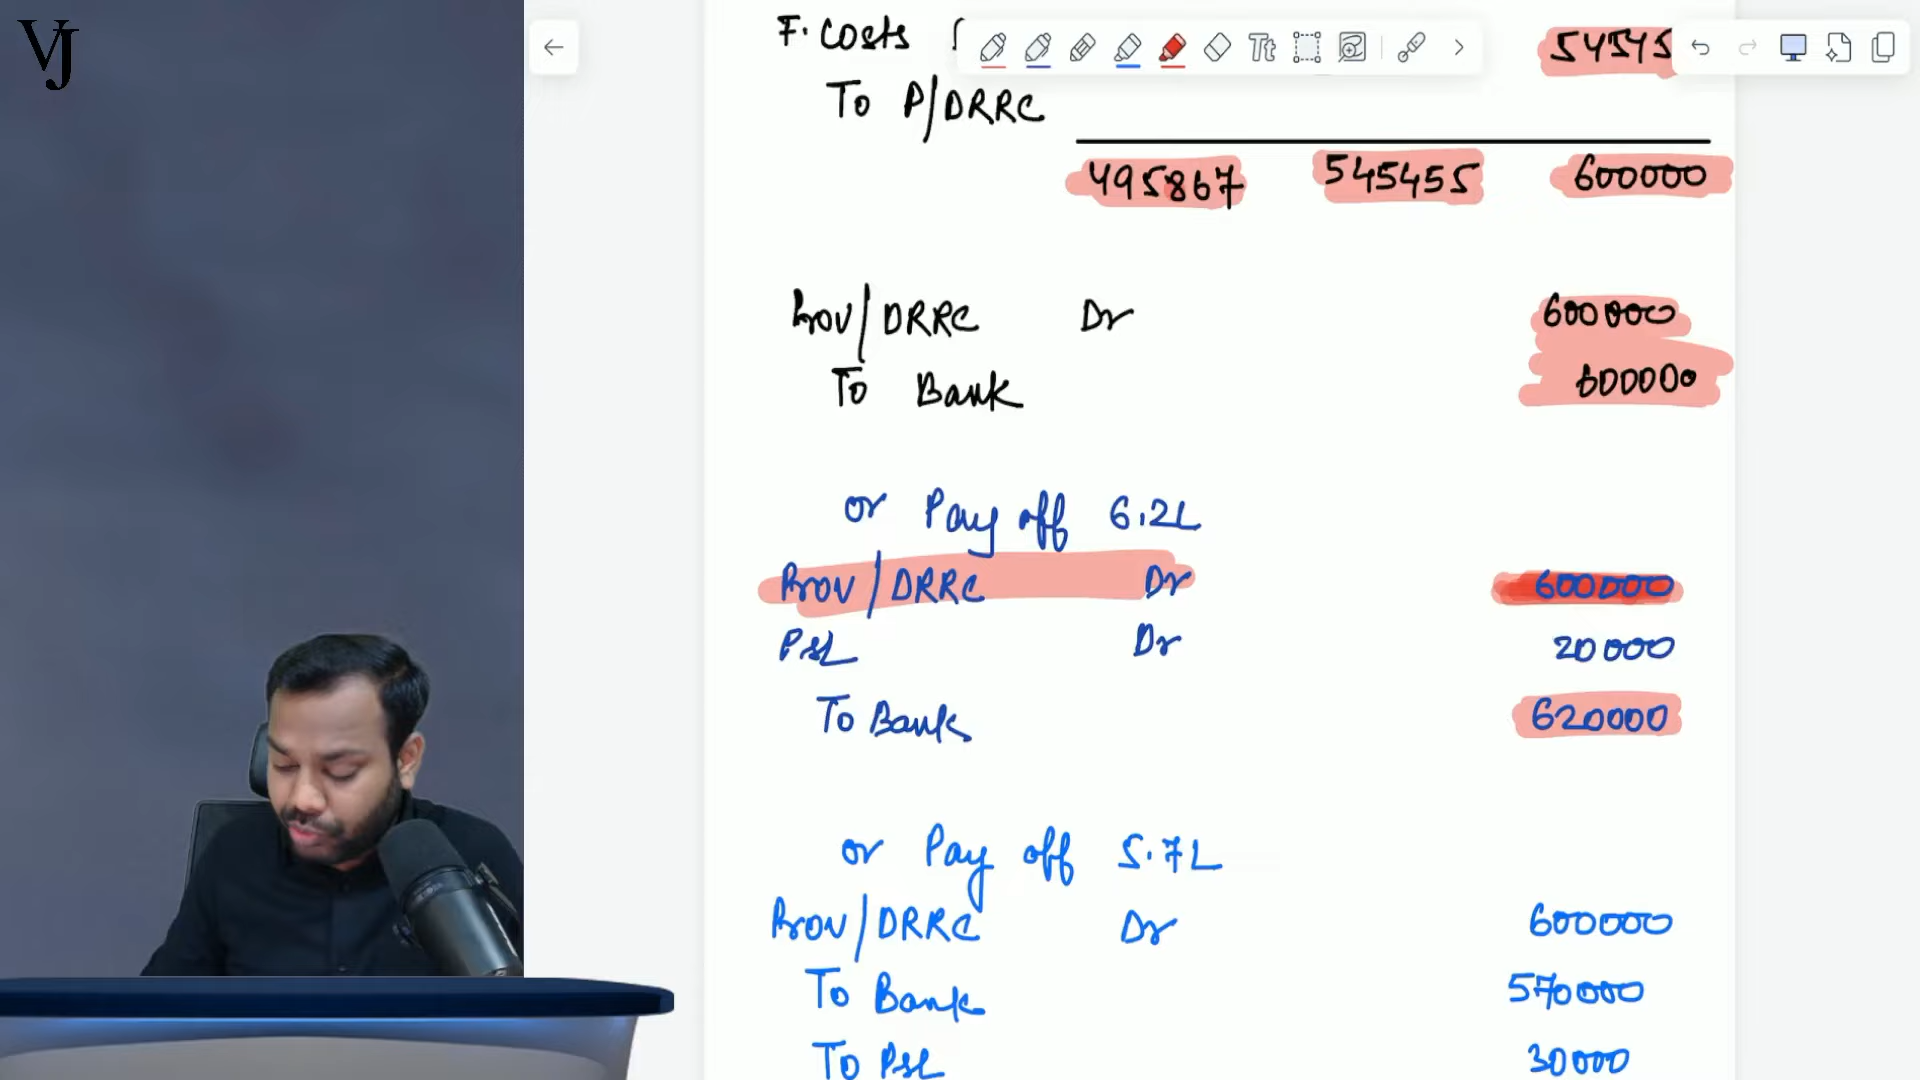 VJ
F. Costs 54545
To P/DRRC
495867 545455 600000
Prov/DRRC Dr 600000
To Bank 600000
or Pay off 6.2L
Prov/DRRC Dr 600000
P&L Dr 20000
To Bank 620000
or Pay off 5.7L
Prov/DRRC Dr 600000
To Bank 570000
To P&L 30000